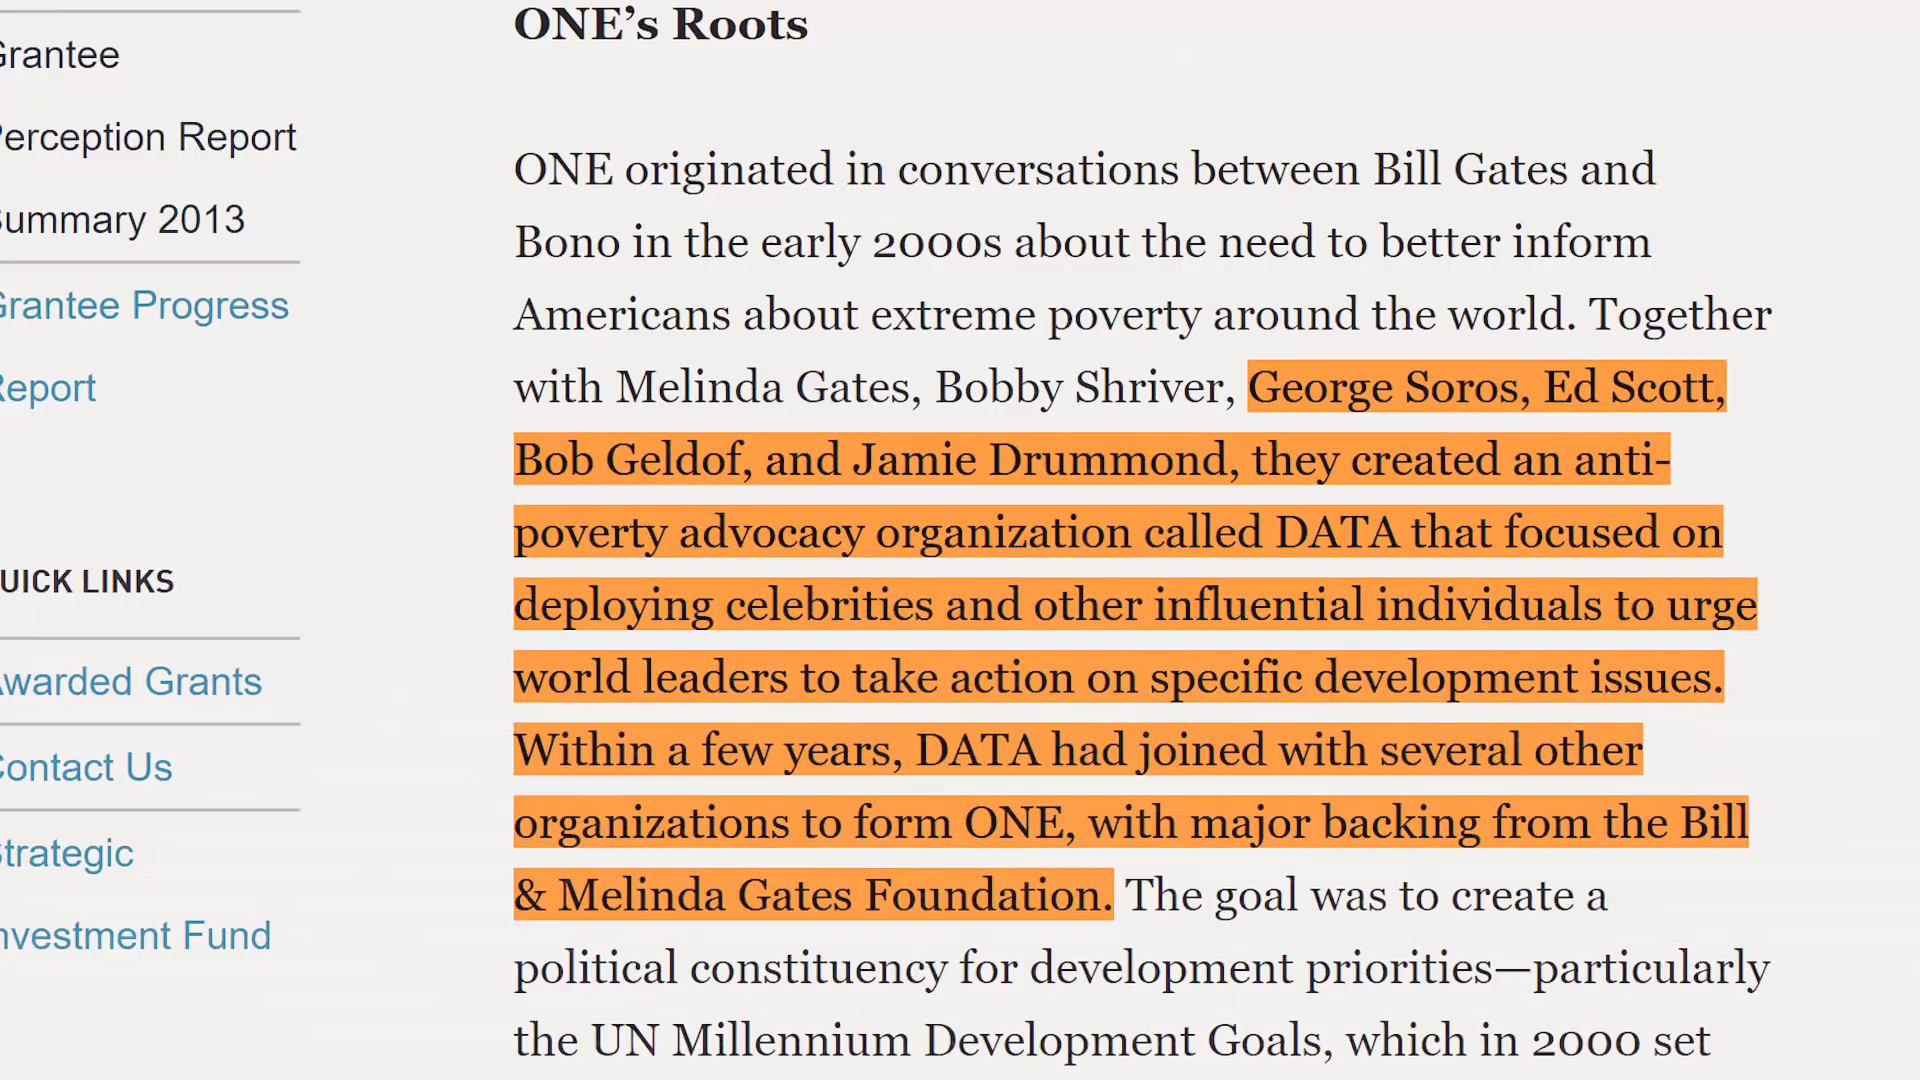 Grantee
Perception Report
Summary 2013
Grantee Progress
Report
QUICK LINKS
Awarded Grants
Contact Us
Strategic
Investment Fund
ONE’s Roots
ONE originated in conversations between Bill Gates and
Bono in the early 2000s about the need to better inform
Americans about extreme poverty around the world. Together
with Melinda Gates, Bobby Shriver, George Soros, Ed Scott,
Bob Geldof, and Jamie Drummond, they created an anti-
poverty advocacy organization called DATA that focused on
deploying celebrities and other influential individuals to urge
world leaders to take action on specific development issues.
Within a few years, DATA had joined with several other
organizations to form ONE, with major backing from the Bill
& Melinda Gates Foundation. The goal was to create a
political constituency for development priorities—particularly
the UN Millennium Development Goals, which in 2000 set